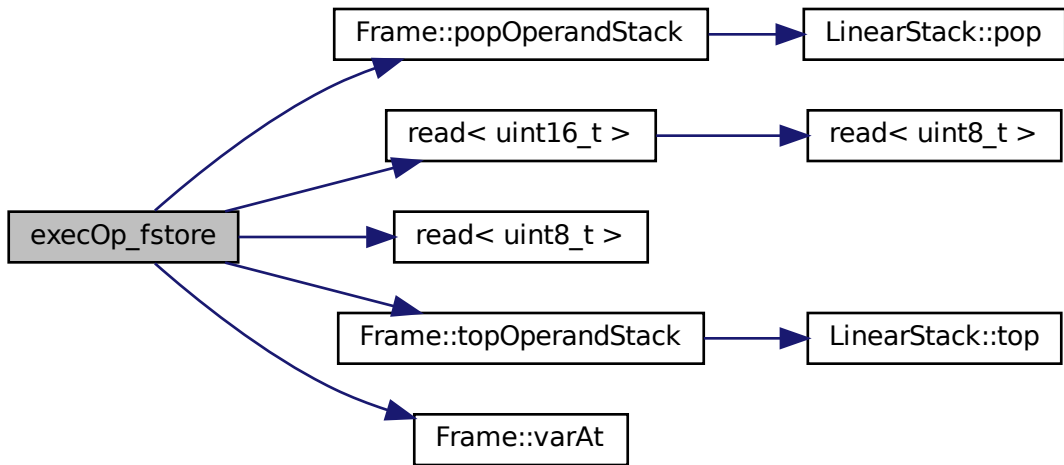 Frame::popOperandStack
LinearStack::pop
read< uint16_t >
read< uint8_t >
execOp_fstore
read< uint8_t >
Frame::topOperandStack
LinearStack::top
Frame::varAt